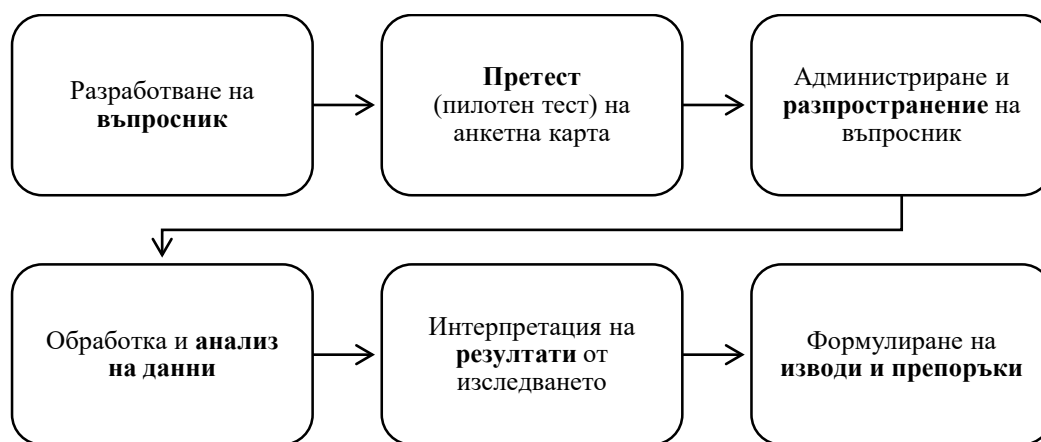 Разработване на
въпросник
Претест
(пилотен тест) на
анкетна карта
Администриране и
разпространение на
въпросник
Обработка и анализ
на данни
Интерпретация на
резултати от
изследването
Формулиране на
изводи и препоръки